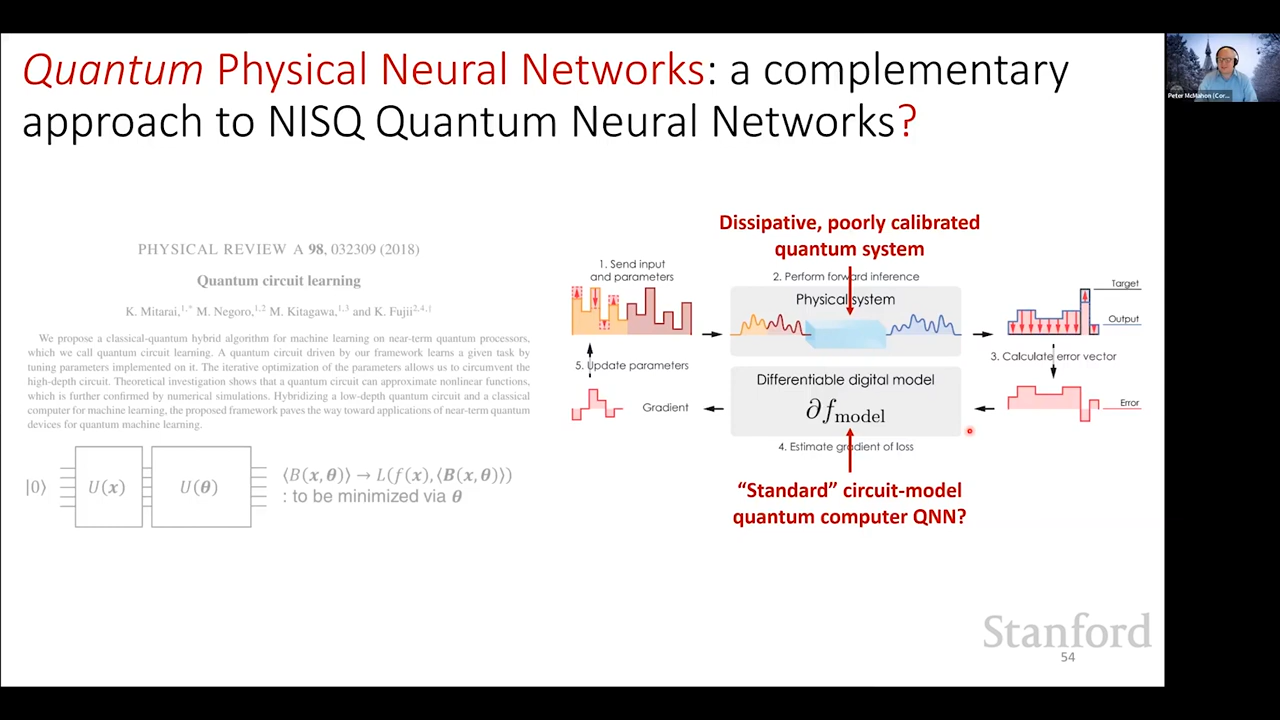 Quantum Physical Neural Networks: a complementary
approach to NISQ Quantum Neural Networks?
Peter McMahon (Cor...
PHYSICAL REVIEW A 98, 032309 (2018)
Quantum circuit learning
K. Mitarai,1,* M. Negoro,1,2 M. Kitagawa,1,3 and K. Fujii2,4,†
We propose a classical-quantum hybrid algorithm for machine learning on near-term quantum processors,
which we call quantum circuit learning. A quantum circuit driven by our framework learns a given task by
tuning parameters implemented on it. The iterative optimization of the parameters allows us to circumvent the
high-depth circuit. Theoretical investigation shows that a quantum circuit can approximate nonlinear functions,
which is further confirmed by numerical simulations. Hybridizing a low-depth quantum circuit and a classical
computer for machine learning, the proposed framework paves the way toward applications of near-term quantum
devices for quantum machine learning.
|0⟩
U(x)
U(θ)
⟨B(x, θ)⟩ → L(f(x), ⟨B(x, θ)⟩)
: to be minimized via θ
Dissipative, poorly calibrated
quantum system
1. Send input
and parameters
2. Perform forward inference
Physical system
Target
Output
3. Calculate error vector
5. Update parameters
Differentiable digital model
∂f model
Gradient
Error
4. Estimate gradient of loss
“Standard” circuit-model
quantum computer QNN?
Stanford
54